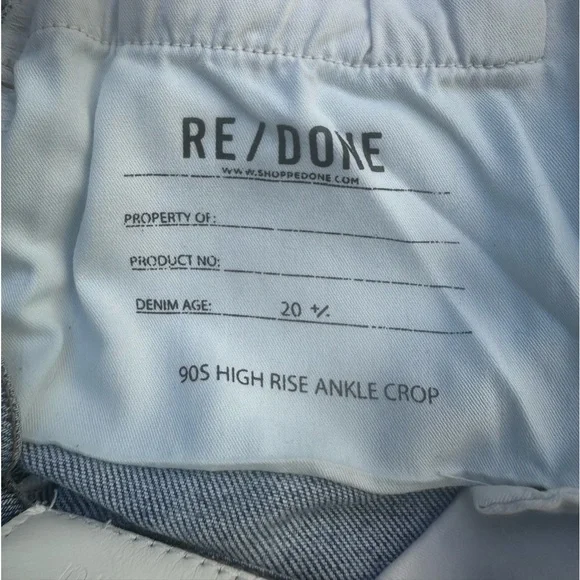 RE/DONE
WWW.SHOPREDONE.COM
PROPERTY OF:
PRODUCT NO:
DENIM AGE: 20 +/-
90S HIGH RISE ANKLE CROP